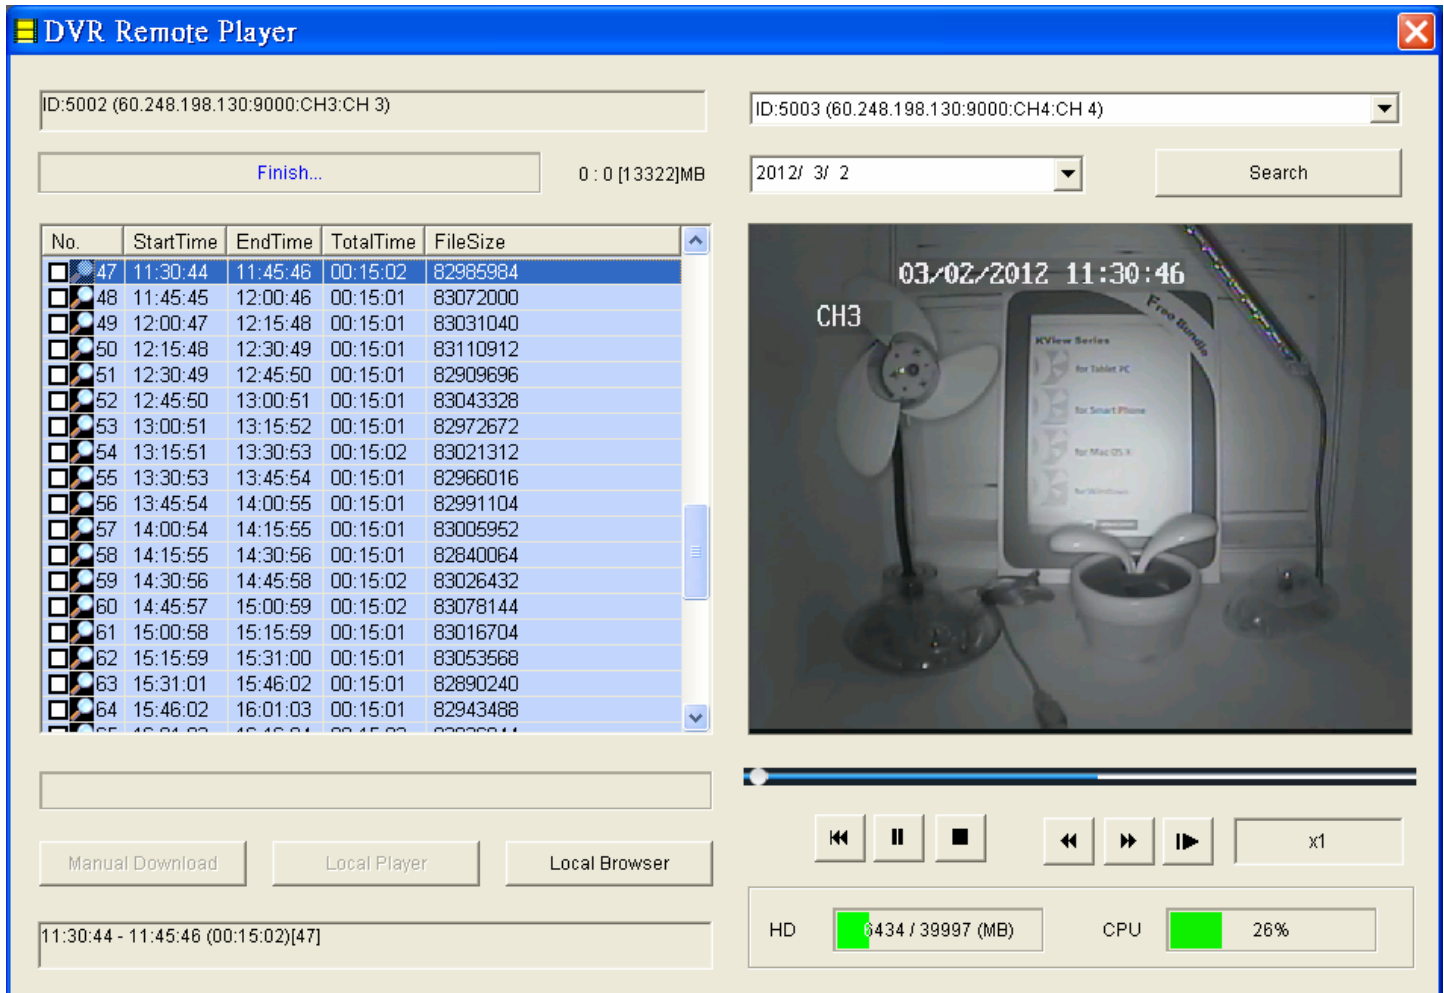 DVR Remote Player
ID:5002 (60.248.198.130:9000:CH3:CH 3)
ID:5003 (60.248.198.130:9000:CH4:CH 4)
Finish...
0 : 0 [13322]MB
2012/ 3/ 2
Search
No. StartTime EndTime TotalTime FileSize
47 11:30:44 11:45:46 00:15:02 82985984
48 11:45:45 12:00:46 00:15:01 83072000
49 12:00:47 12:15:48 00:15:01 83031040
50 12:15:48 12:30:49 00:15:01 83110912
51 12:30:49 12:45:50 00:15:01 82909696
52 12:45:50 13:00:51 00:15:01 83043328
53 13:00:51 13:15:52 00:15:01 82972672
54 13:15:51 13:30:53 00:15:02 83021312
55 13:30:53 13:45:54 00:15:01 82966016
56 13:45:54 14:00:55 00:15:01 82991104
57 14:00:54 14:15:55 00:15:01 83005952
58 14:15:55 14:30:56 00:15:01 82840064
59 14:30:56 14:45:58 00:15:02 83026432
60 14:45:57 15:00:59 00:15:02 83078144
61 15:00:58 15:15:59 00:15:01 83016704
62 15:15:59 15:31:00 00:15:01 83053568
63 15:31:01 15:46:02 00:15:01 82890240
64 15:46:02 16:01:03 00:15:01 82943488
03/02/2012 11:30:46
CH3
Free Bundle
KView Series
for Tablet PC
for Smart Phone
for Mac OS X
for Windows
Manual Download
Local Player
Local Browser
x1
11:30:44 - 11:45:46 (00:15:02)[47]
HD
6434 / 39997 (MB)
CPU
26%